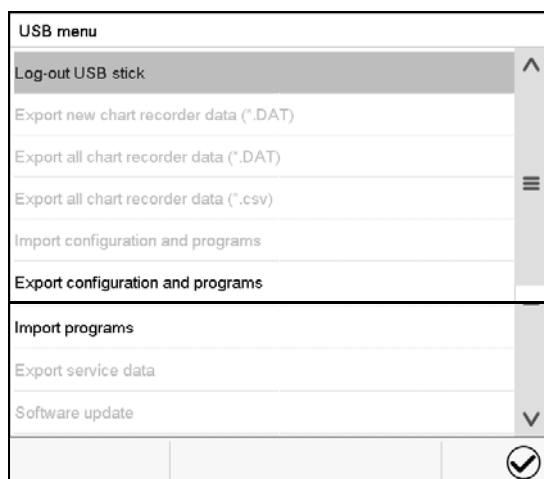 USB menu
Log-out USB stick
Export new chart recorder data (*.DAT)
Export all chart recorder data (*.DAT)
Export all chart recorder data (*.csv)
Import configuration and programs
Export configuration and programs
Import programs
Export service data
Software update